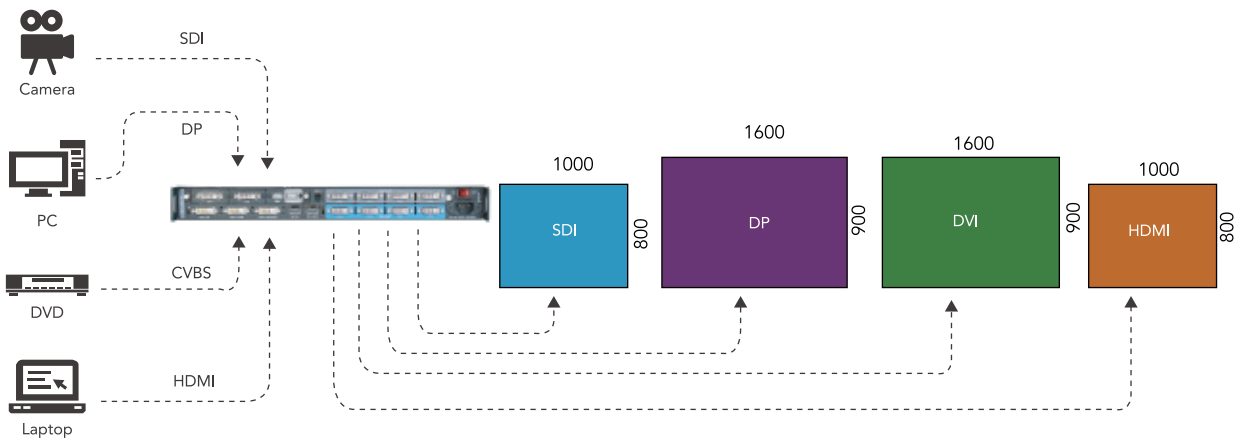 SDI
Camera
DP
PC
CVBS
DVD
HDMI
Laptop
1000
800
SDI
1600
900
DP
1600
900
DVI
1000
800
HDMI